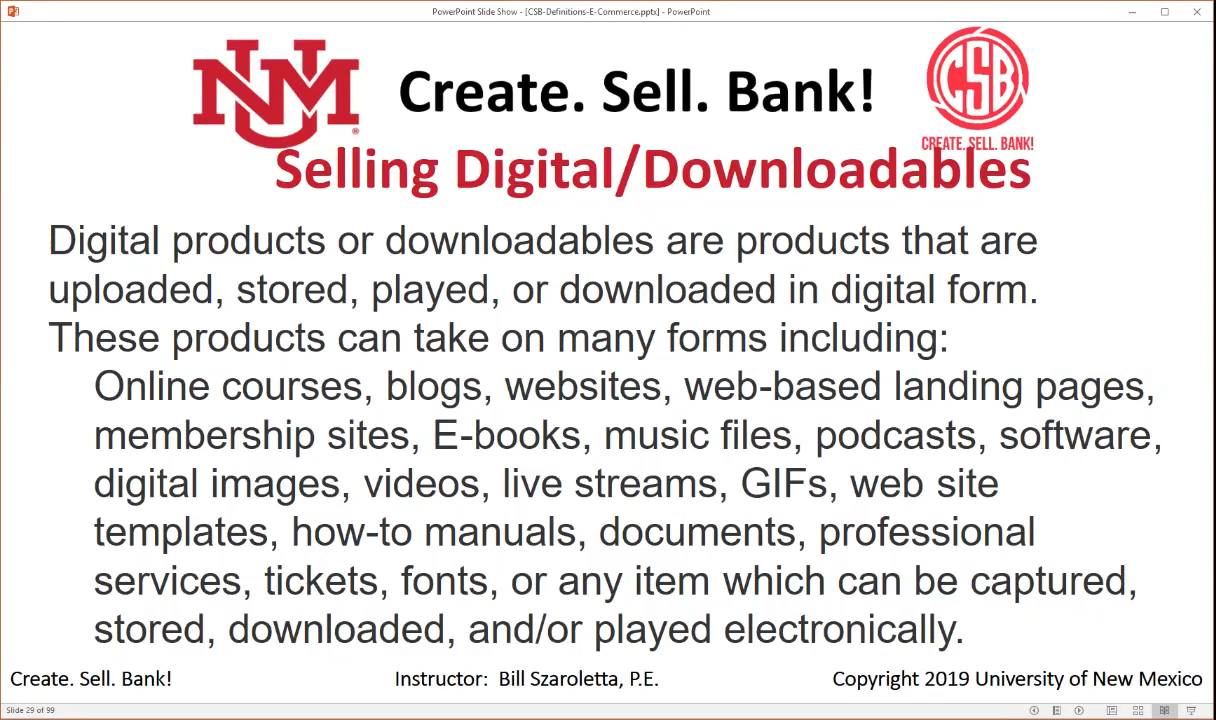 PowerPoint Slide Show - [CSB-Definitions-E-Commerce.pptx] - PowerPoint
UNM
®
Create. Sell. Bank!
CSB
CREATE. SELL. BANK!
Selling Digital/Downloadables
Digital products or downloadables are products that are
uploaded, stored, played, or downloaded in digital form.
These products can take on many forms including:
Online courses, blogs, websites, web-based landing pages,
membership sites, E-books, music files, podcasts, software,
digital images, videos, live streams, GIFs, web site
templates, how-to manuals, documents, professional
services, tickets, fonts, or any item which can be captured,
stored, downloaded, and/or played electronically.
Create. Sell. Bank!
Instructor: Bill Szaroletta, P.E.
Copyright 2019 University of New Mexico
Slide 29 of 99